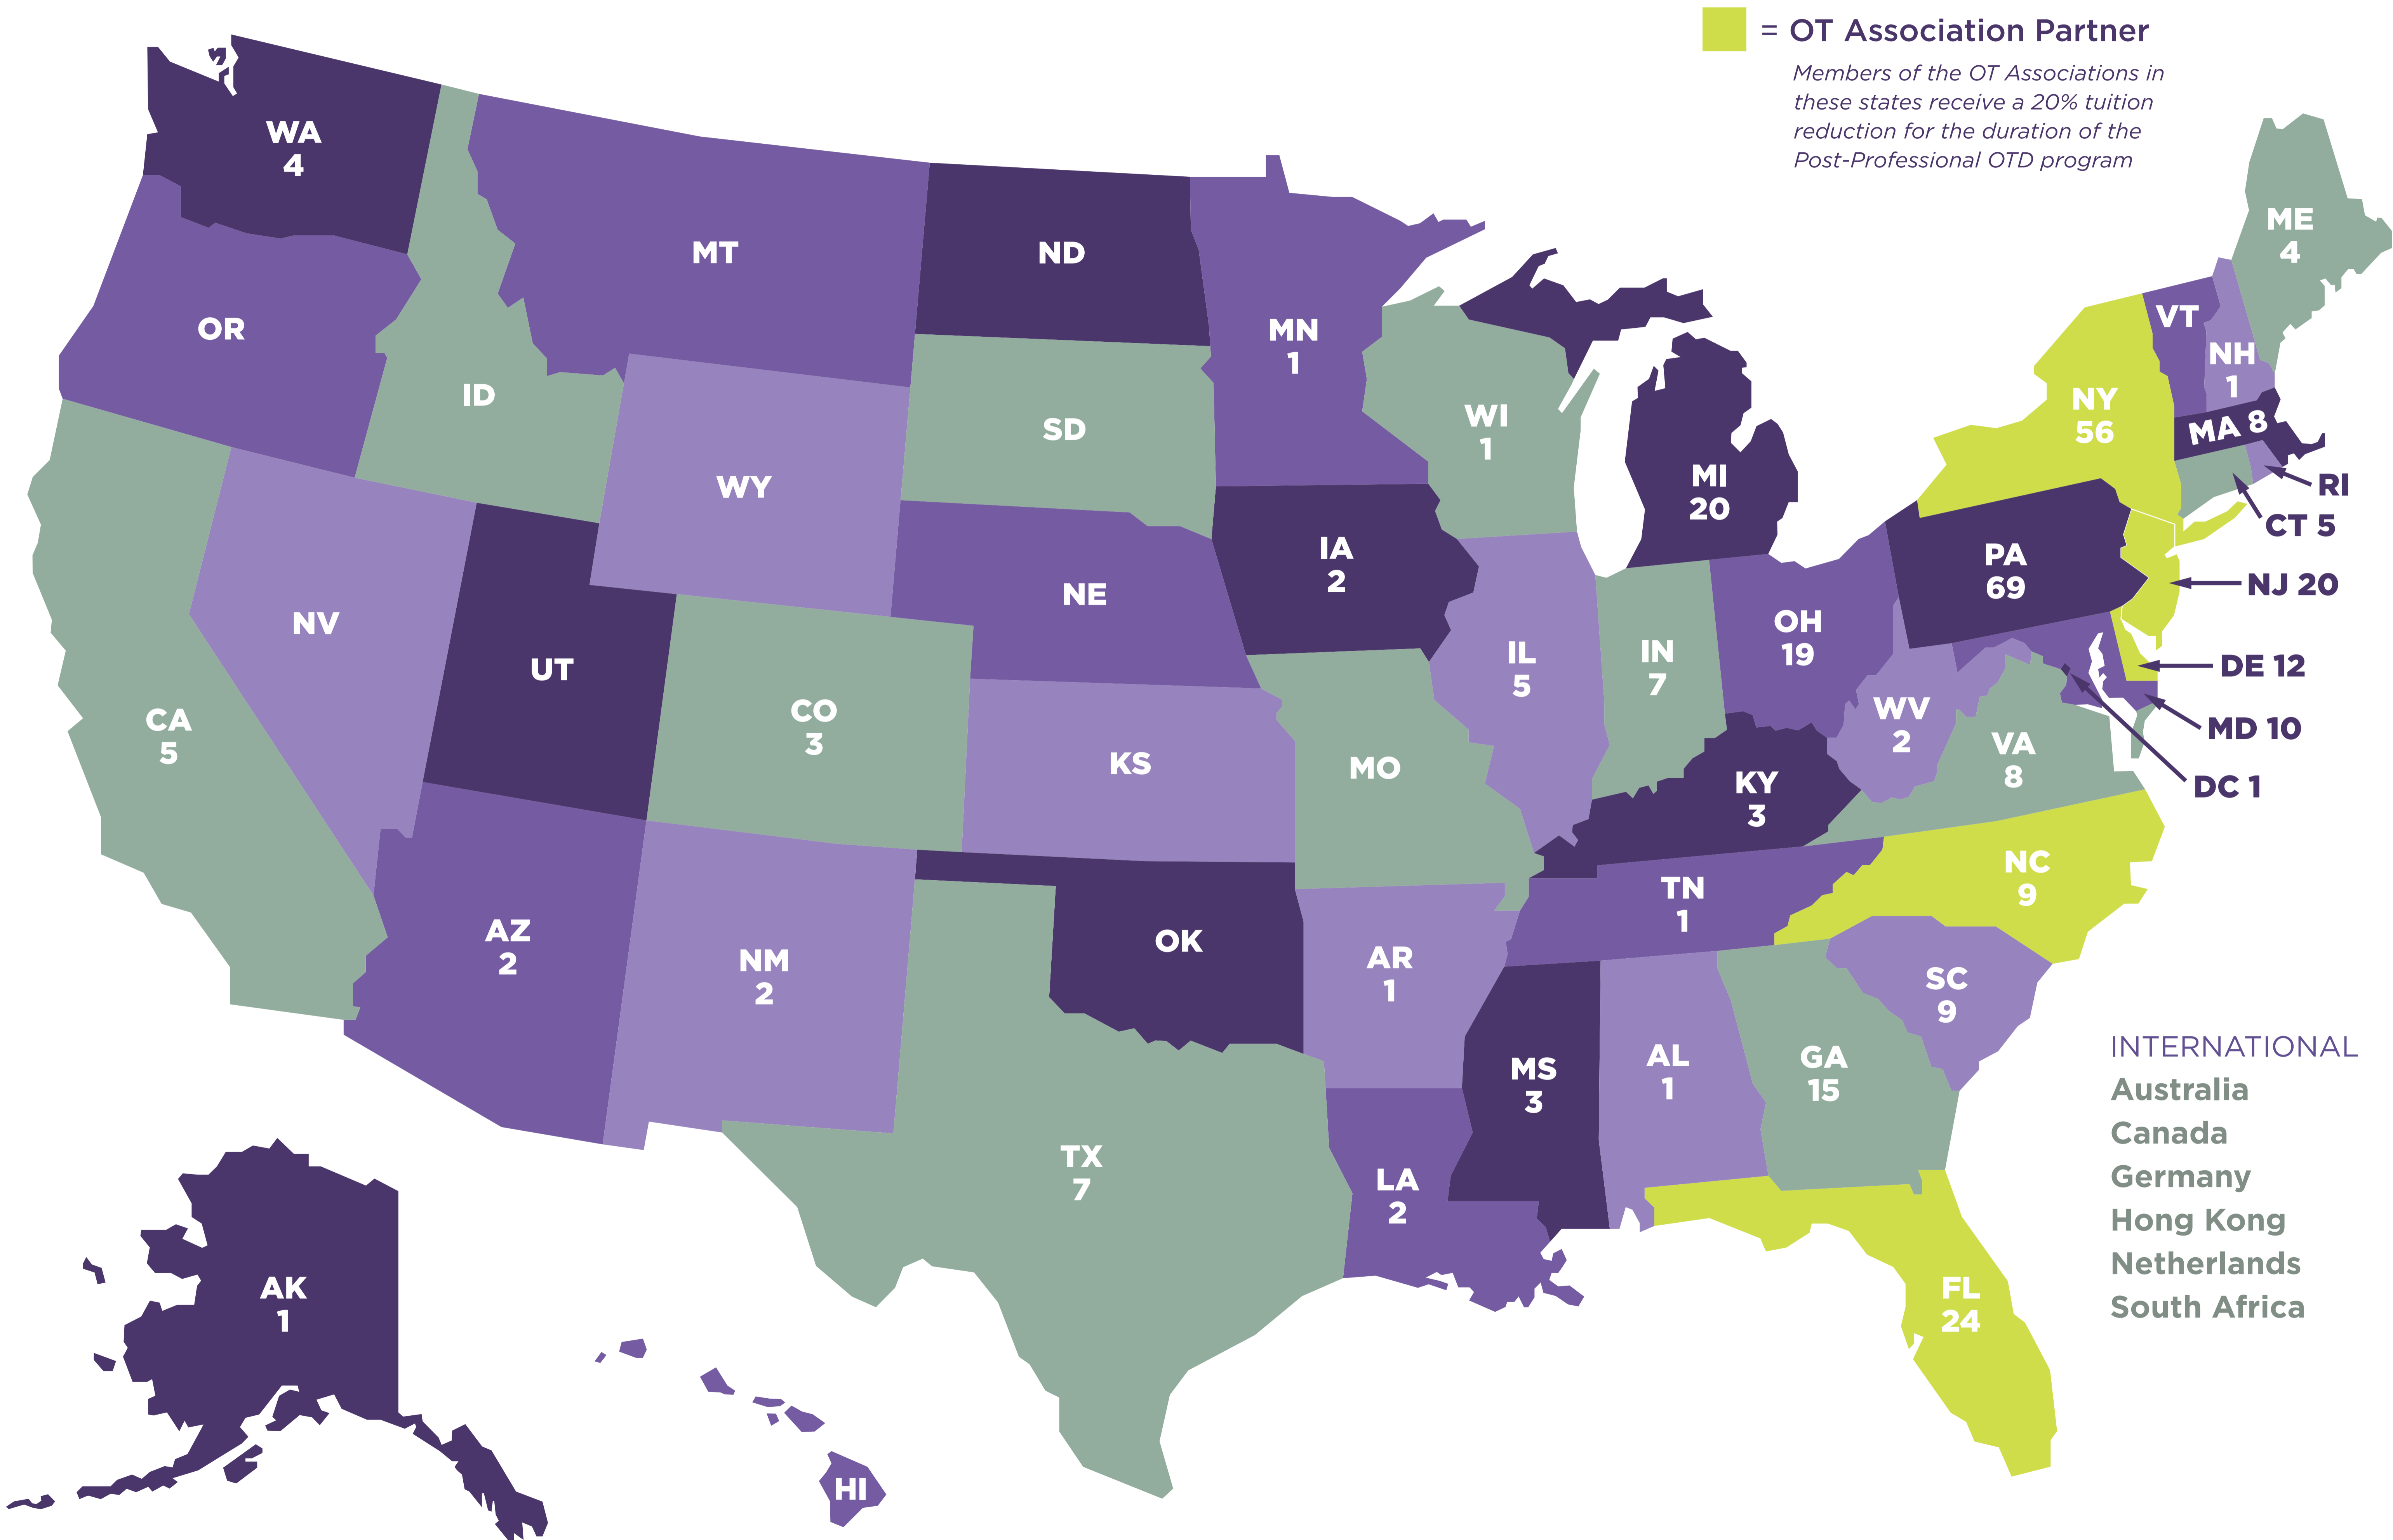 = OT Association Partner
Members of the OT Associations in
these states receive a 20% tuition
reduction for the duration of the
Post-Professional OTD program
WA
4
MT
ND
MN
1
ME
4
VT
NH
1
OR
ID
SD
WI
1
NY
56
MA 8
RI
CT 5
WY
MI
20
IA
2
PA
69
NJ 20
NE
NV
UT
OH
19
IL
5
IN
7
DE 12
CA
5
CO
3
KS
MO
WV
2
VA
8
MD 10
DC 1
KY
3
NC
9
TN
1
AZ
2
NM
2
OK
AR
1
SC
9
MS
3
AL
1
GA
15
TX
7
LA
2
FL
24
INTERNATIONAL
Australia
Canada
Germany
Hong Kong
Netherlands
South Africa
AK
1
HI